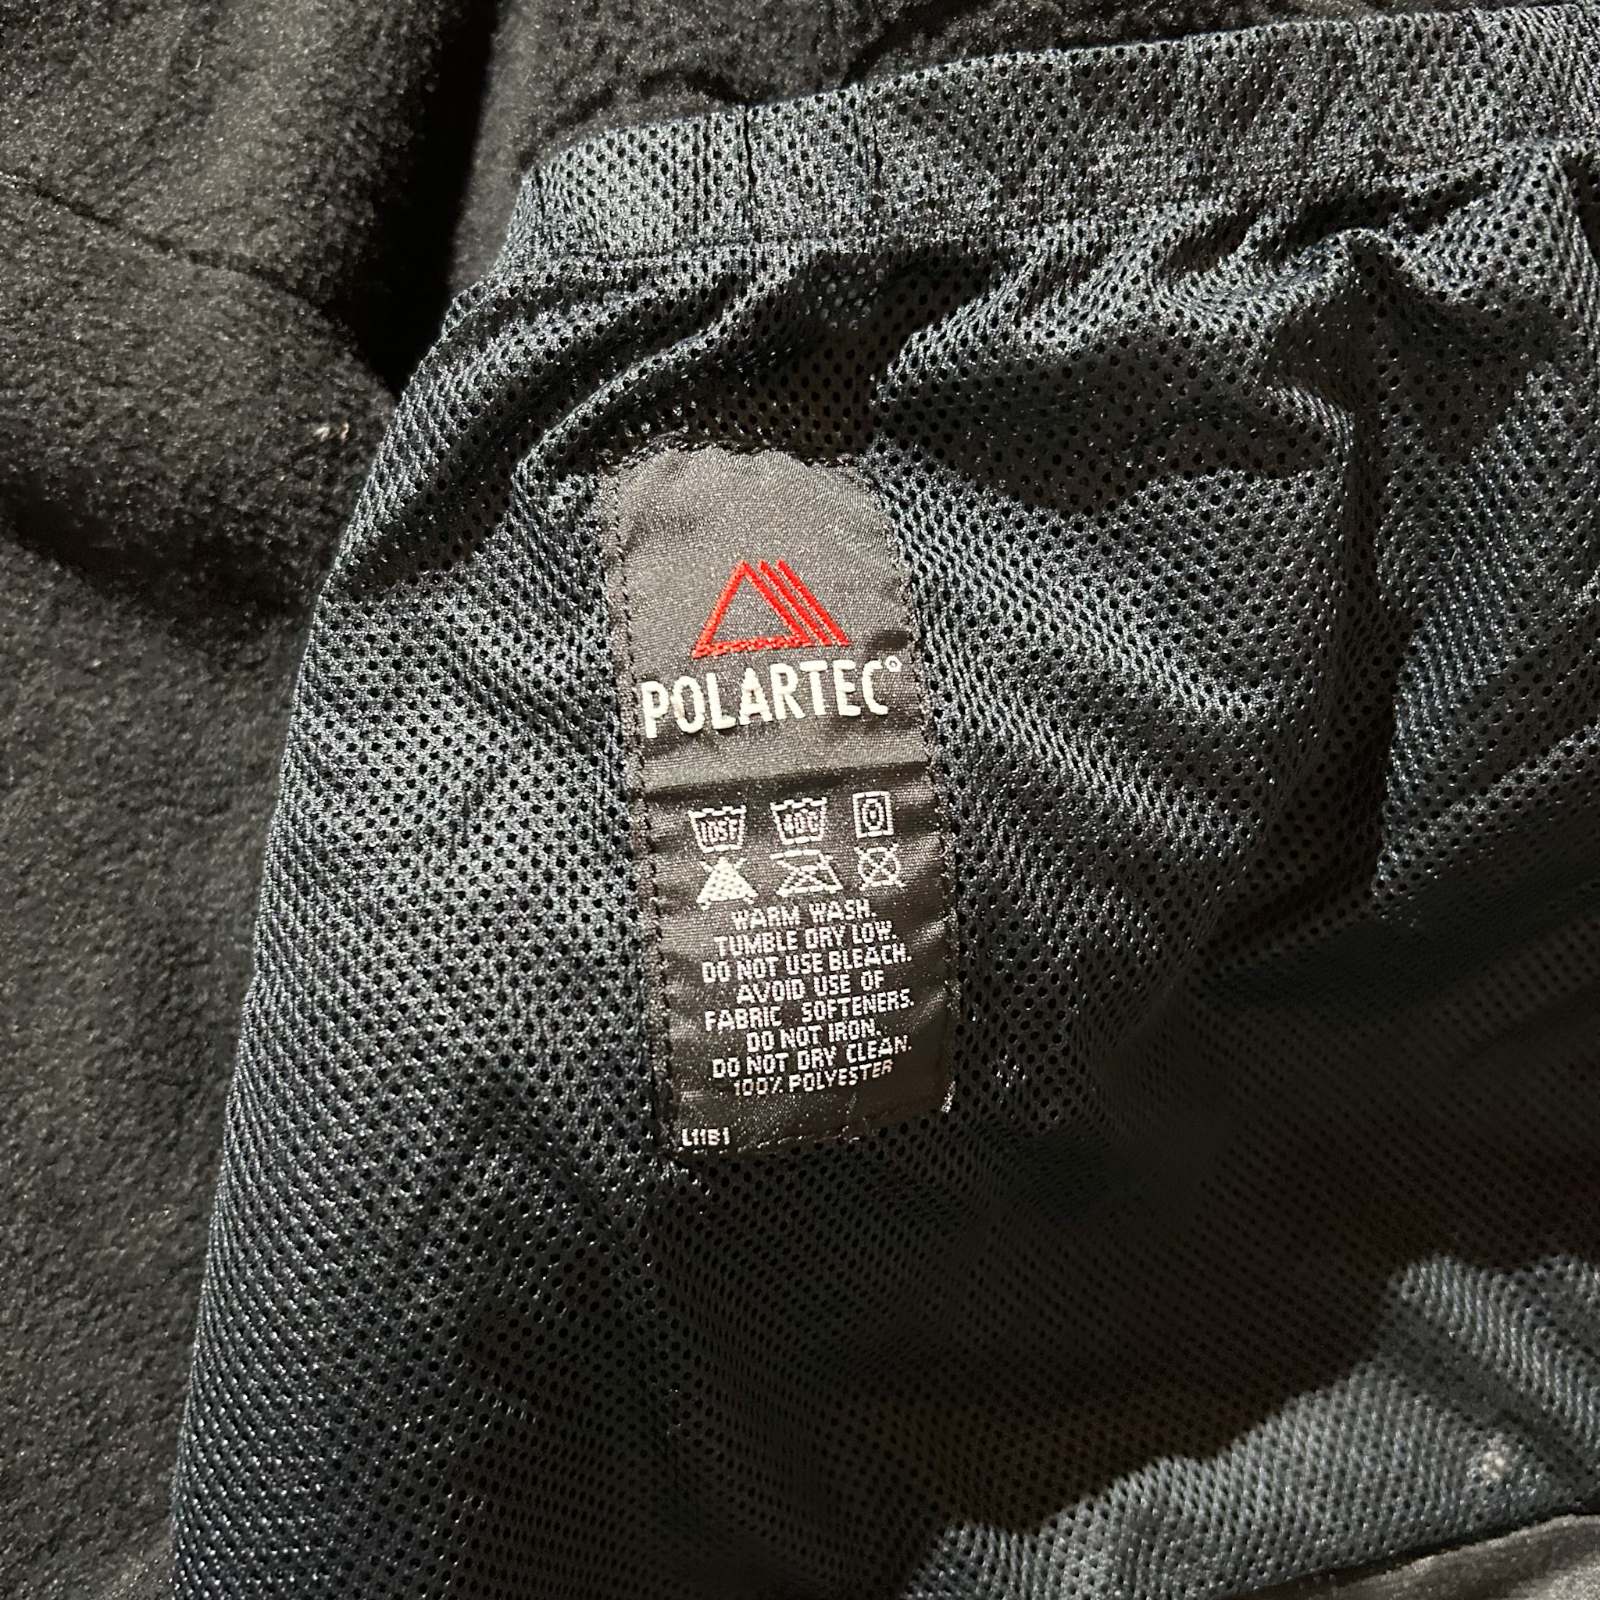 POLARTEC®
105F 40°C
WARM WASH.
TUMBLE DRY LOW.
DO NOT USE BLEACH.
AVOID USE OF
FABRIC SOFTENERS.
DO NOT IRON.
DO NOT DRY CLEAN.
100% POLYESTER
L11B1